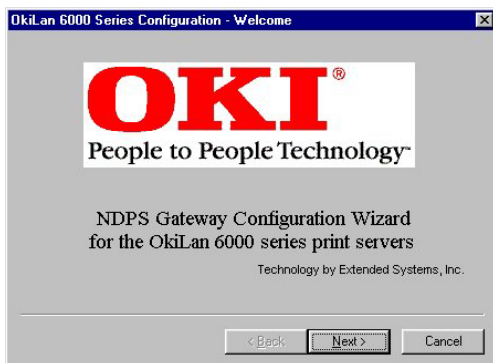 OkiLan 6000 Series Configuration - Welcome
OKI®
People to People Technology™
NDPS Gateway Configuration Wizard
for the OkiLan 6000 series print servers
Technology by Extended Systems, Inc.
< Back Next > Cancel